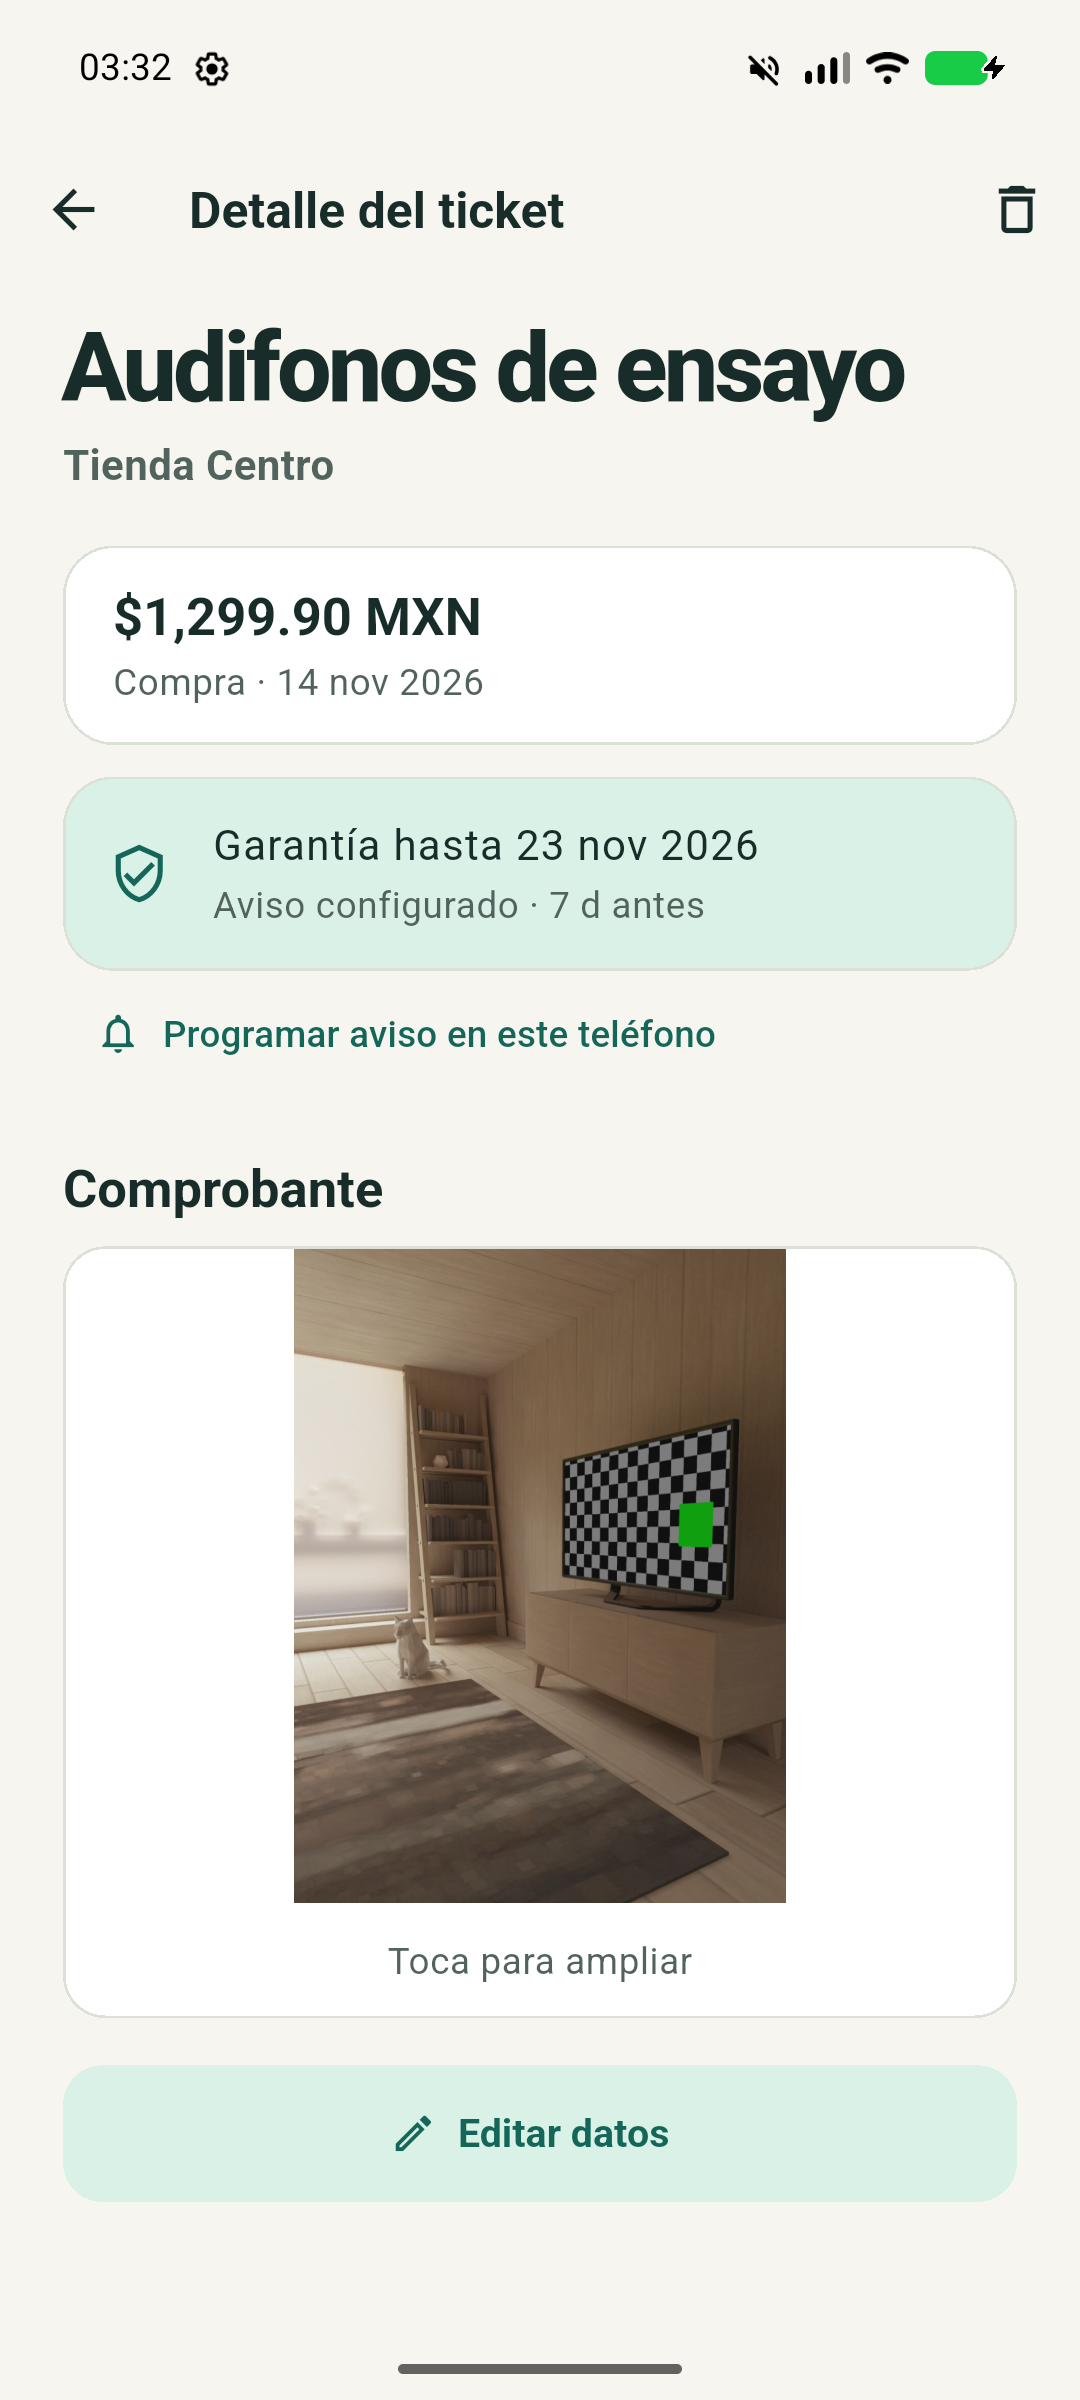 03:32
Detalle del ticket
Audifonos de ensayo
Tienda Centro
$1,299.90 MXN
Compra · 14 nov 2026
Garantía hasta 23 nov 2026
Aviso configurado · 7 d antes
Programar aviso en este teléfono
Comprobante
Toca para ampliar
Editar datos